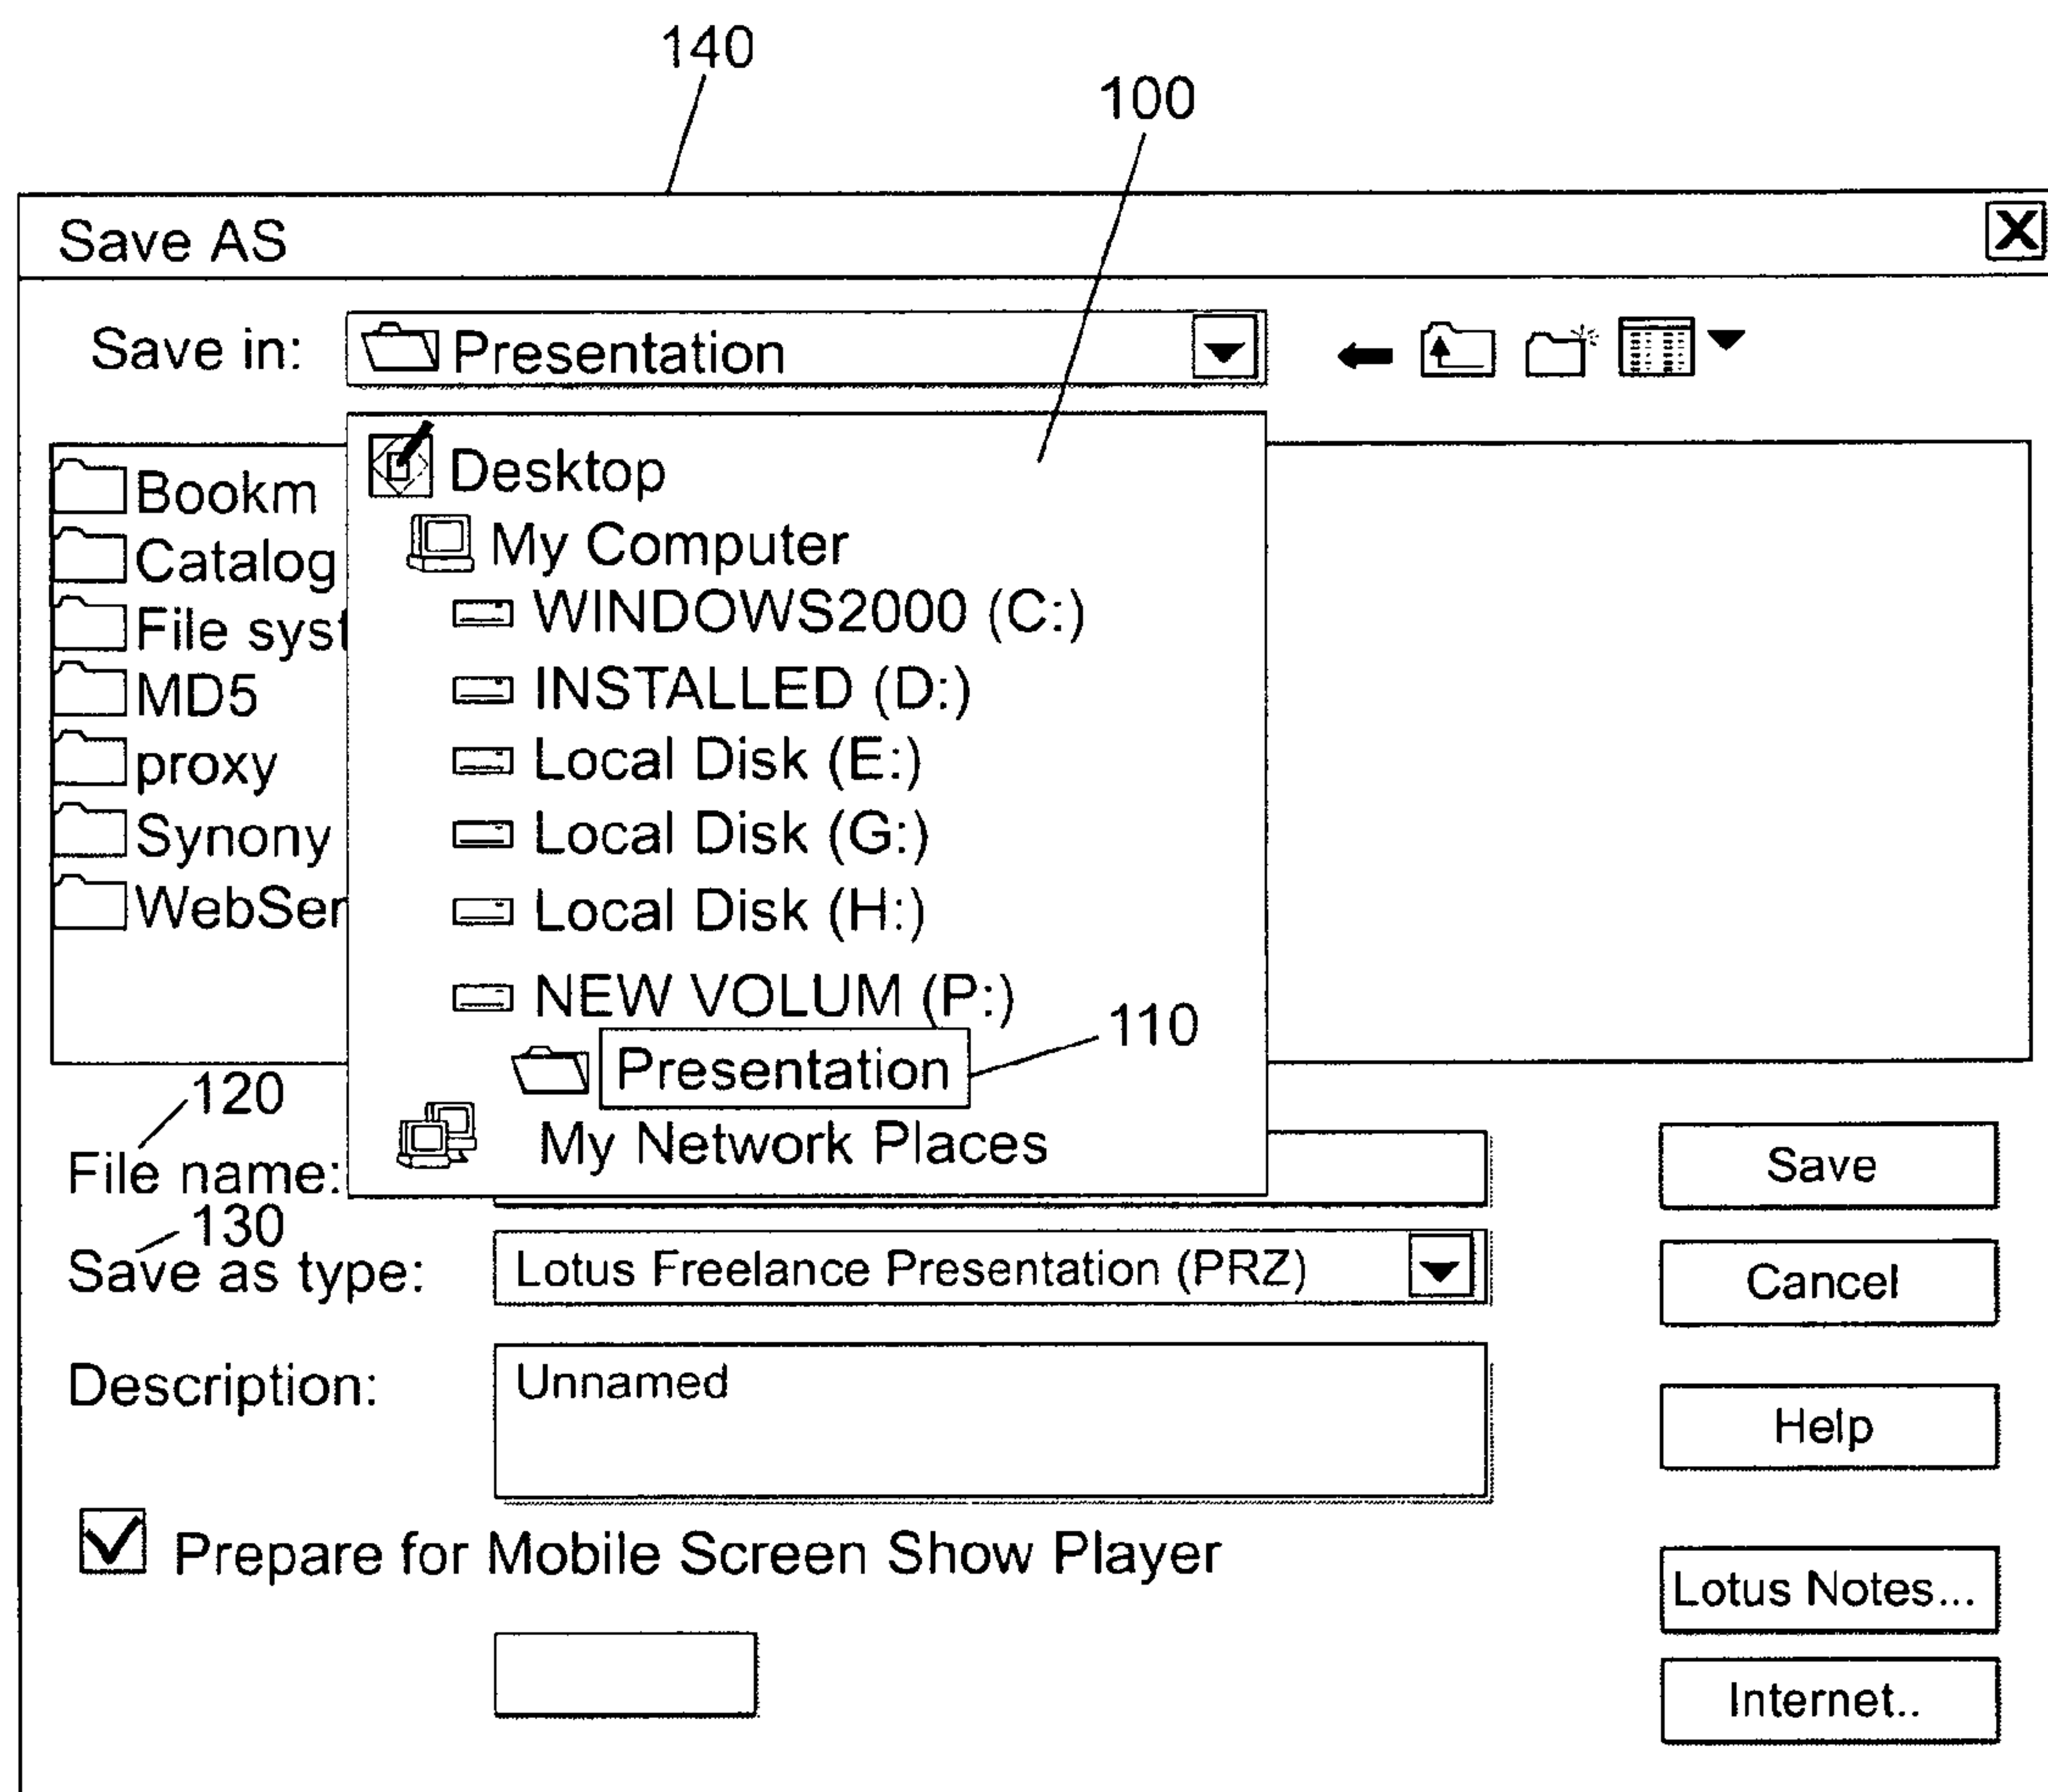 140
100
Save AS
Save in: Presentation
Desktop
My Computer
WINDOWS2000 (C:)
INSTALLED (D:)
Local Disk (E:)
Local Disk (G:)
Local Disk (H:)
NEW VOLUM (P:)
Presentation
110
My Network Places
Bookm
Catalog
File syst
MD5
proxy
Synony
WebSer
120
File name:
Save
130
Save as type: Lotus Freelance Presentation (PRZ)
Cancel
Description: Unnamed
Help
Prepare for Mobile Screen Show Player
Lotus Notes...
Internet..